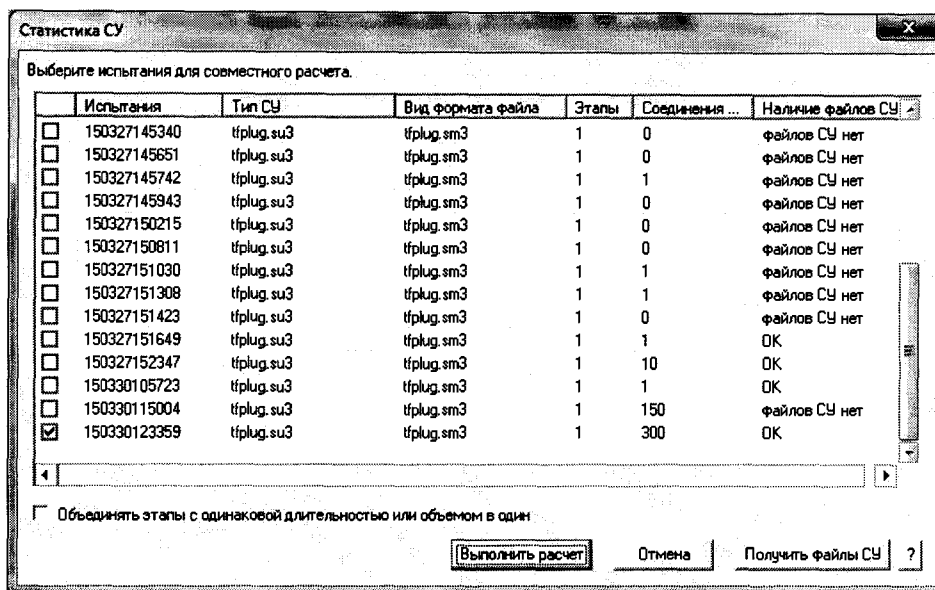 Статистика СУ
Выберите испытания для совместного расчета.
Испытания Тип СУ Вид формата файла Этапы Соединения ... Наличие файлов СУ
150327145340 tfplug.su3 tfplug.sm3 1 0 файлов СУ нет
150327145651 tfplug.su3 tfplug.sm3 1 0 файлов СУ нет
150327145742 tfplug.su3 tfplug.sm3 1 1 файлов СУ нет
150327145943 tfplug.su3 tfplug.sm3 1 0 файлов СУ нет
150327150215 tfplug.su3 tfplug.sm3 1 0 файлов СУ нет
150327150811 tfplug.su3 tfplug.sm3 1 0 файлов СУ нет
150327151030 tfplug.su3 tfplug.sm3 1 1 файлов СУ нет
150327151308 tfplug.su3 tfplug.sm3 1 1 файлов СУ нет
150327151423 tfplug.su3 tfplug.sm3 1 0 файлов СУ нет
150327151649 tfplug.su3 tfplug.sm3 1 1 OK
150327152347 tfplug.su3 tfplug.sm3 1 10 OK
150330105723 tfplug.su3 tfplug.sm3 1 1 OK
150330115004 tfplug.su3 tfplug.sm3 1 150 файлов СУ нет
150330123359 tfplug.su3 tfplug.sm3 1 300 OK
Объединять этапы с одинаковой длительностью или объемом в один
Выполнить расчет Отмена Получить файлы СУ ?